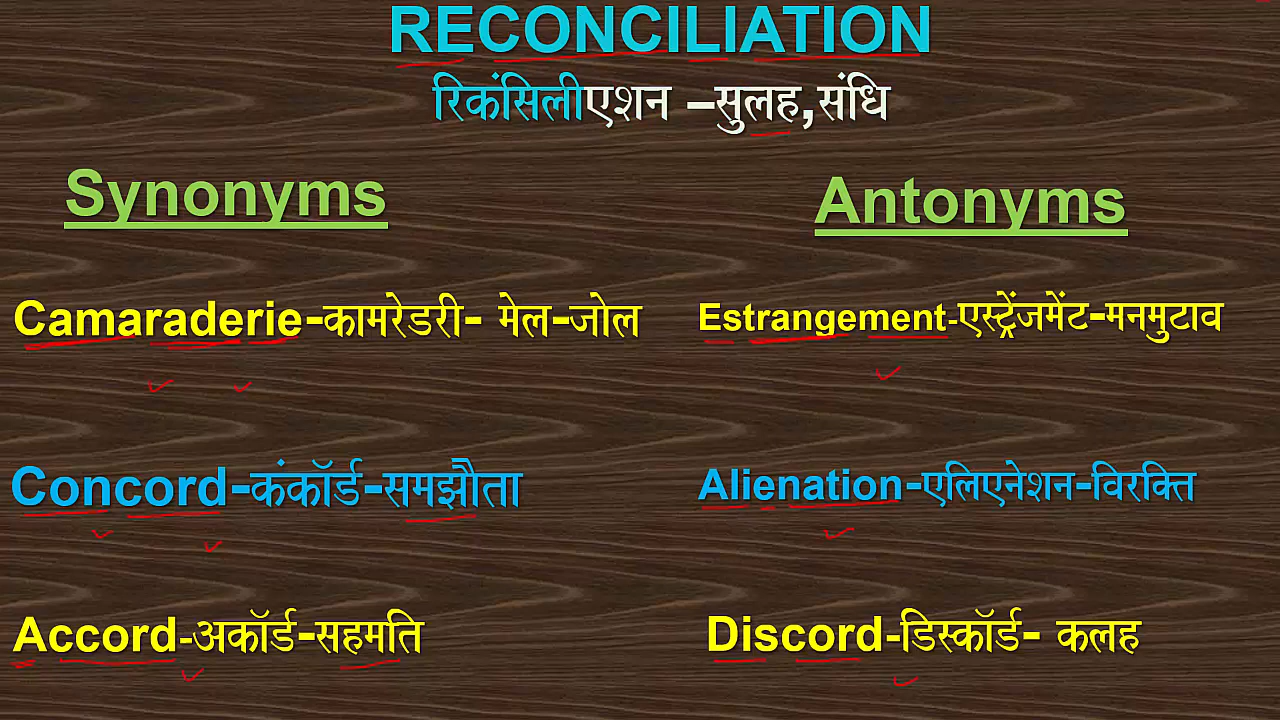 RECONCILIATION
रिकंसिलीएशन –सुलह,संधि
Synonyms
Antonyms
Camaraderie-कामरेडरी- मेल-जोल
Estrangement-एस्ट्रेंजमेंट-मनमुटाव
Concord-कंकॉर्ड-समझौता
Alienation-एलिएनेशन-विरक्ति
Accord-अकॉर्ड-सहमति
Discord-डिस्कॉर्ड- कलह